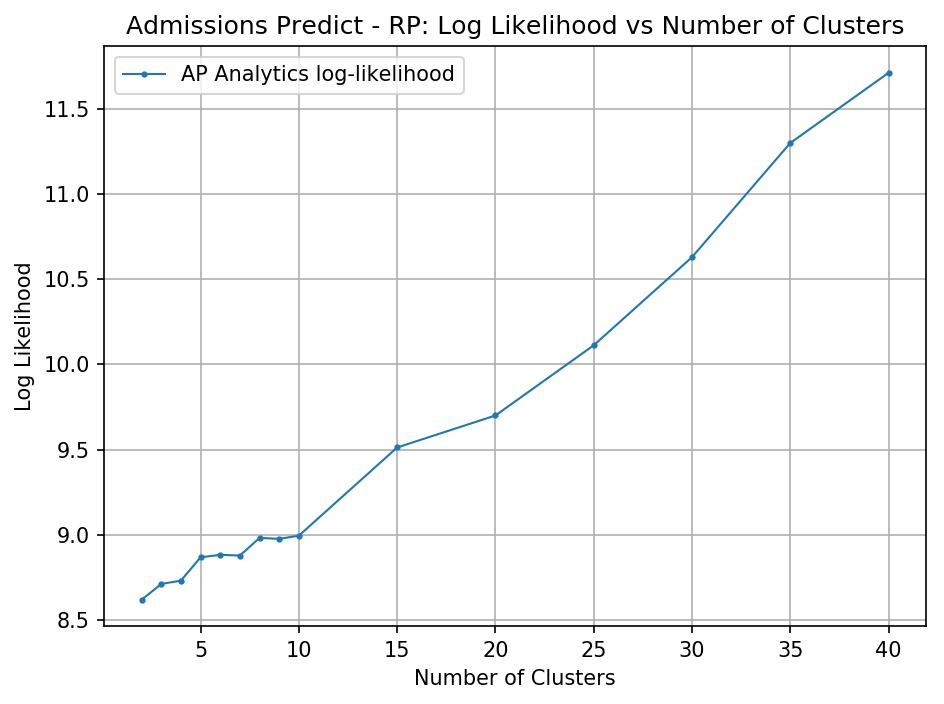 Admissions Predict - RP: Log Likelihood vs Number of Clusters
AP Analytics log-likelihood
11.5
11.0
10.5
10.0
9.5
9.0
8.5
Log Likelihood
5 10 15 20 25 30 35 40
Number of Clusters